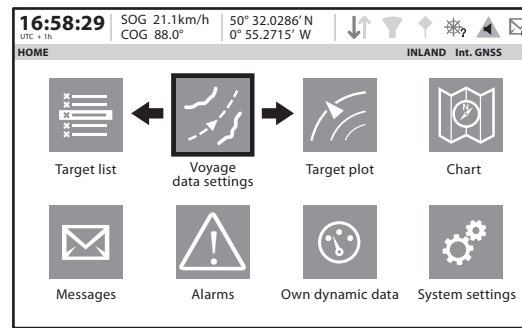 16:58:29
UTC + 1h
SOG 21.1km/h
COG 88.0°
50° 32.0286’ N
0° 55.2715’ W
?
HOME
INLAND Int. GNSS
Target list
Voyage
data settings
Target plot
N
Chart
Messages
Alarms
Own dynamic data
System settings